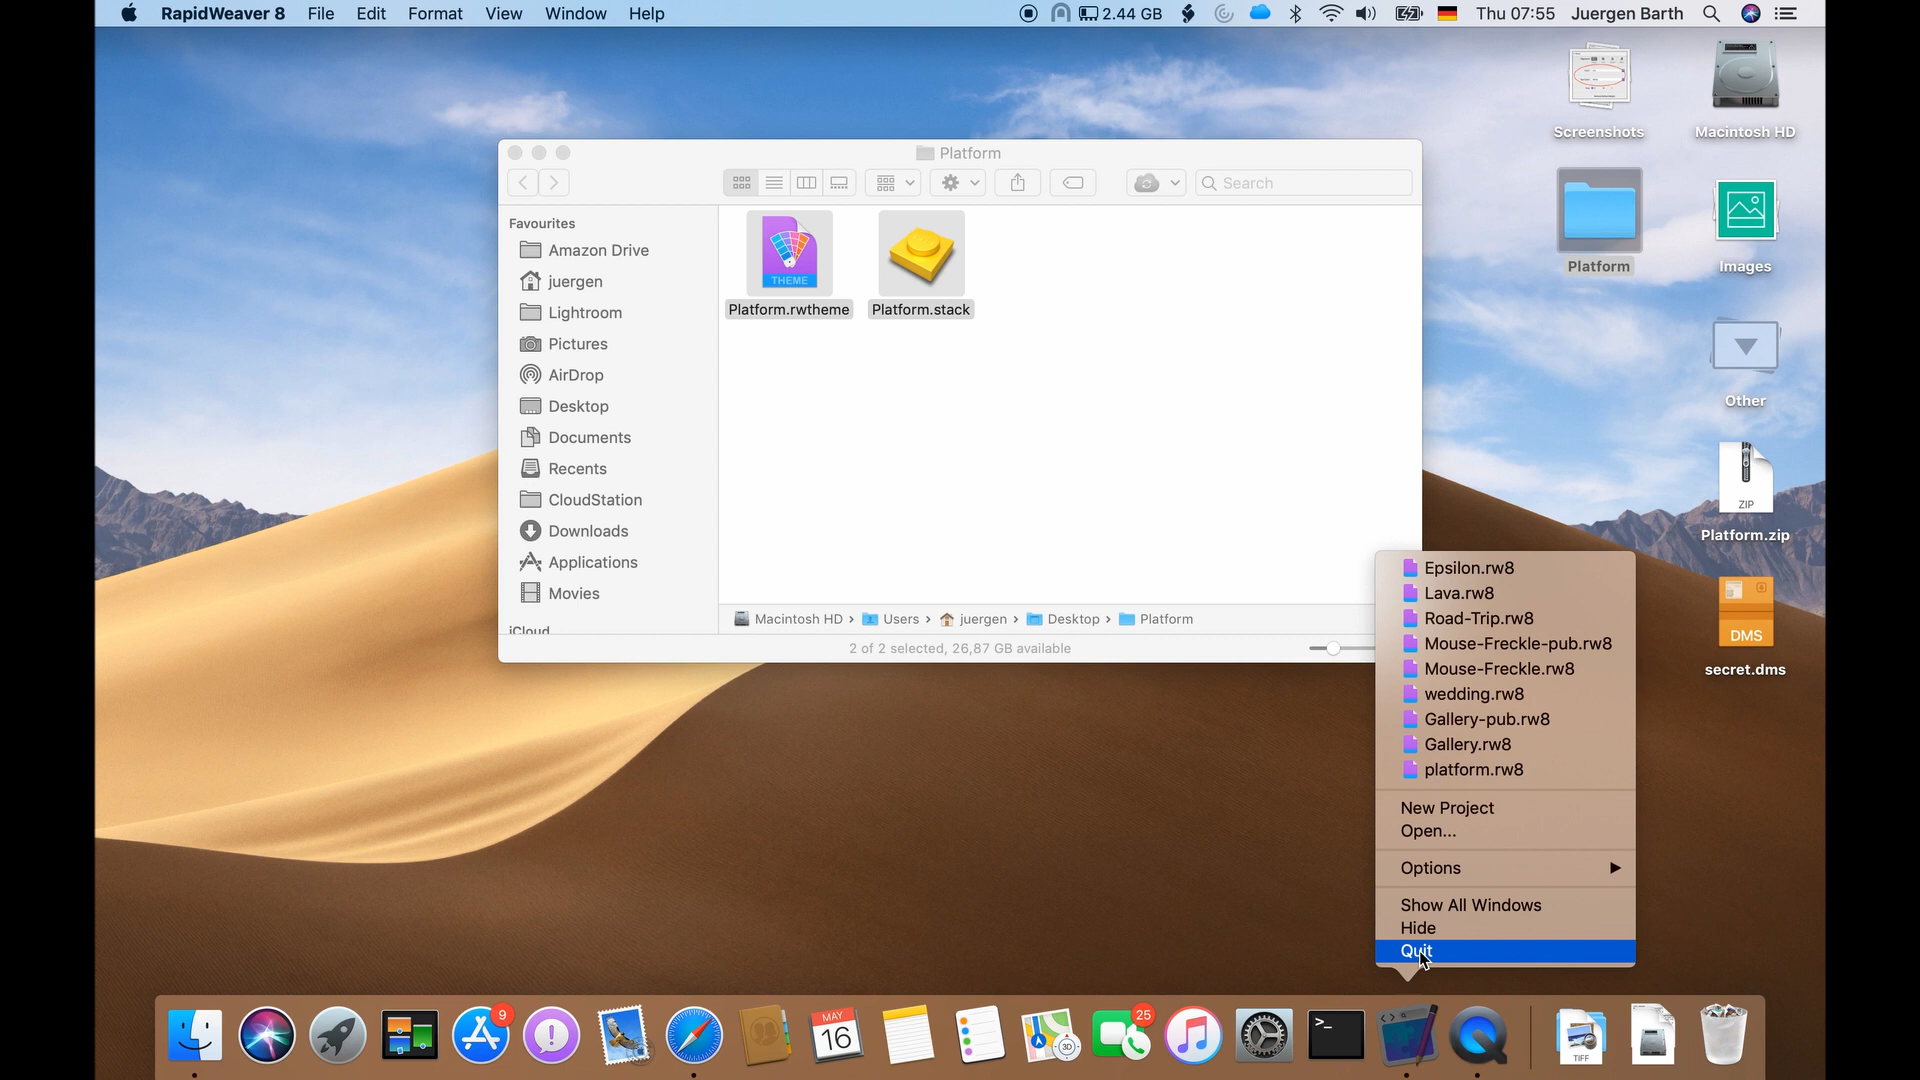 RapidWeaver 8 File Edit Format View Window Help 2.44 GB Thu 07:55 Juergen Barth
Screenshots
Macintosh HD
Platform
Images
Other
ZIP
Platform.zip
DMS
secret.dms
Platform
Search
Favourites
Amazon Drive
juergen
Lightroom
Pictures
AirDrop
Desktop
Documents
Recents
CloudStation
Downloads
Applications
Movies
iCloud
THEME
Platform.rwtheme
Platform.stack
Macintosh HD › Users › juergen › Desktop › Platform
2 of 2 selected, 26,87 GB available
Epsilon.rw8
Lava.rw8
Road-Trip.rw8
Mouse-Freckle-pub.rw8
Mouse-Freckle.rw8
wedding.rw8
Gallery-pub.rw8
Gallery.rw8
platform.rw8
New Project
Open...
Options
Show All Windows
Hide
Quit
9
MAY
16
3D
25
>_
TIFF